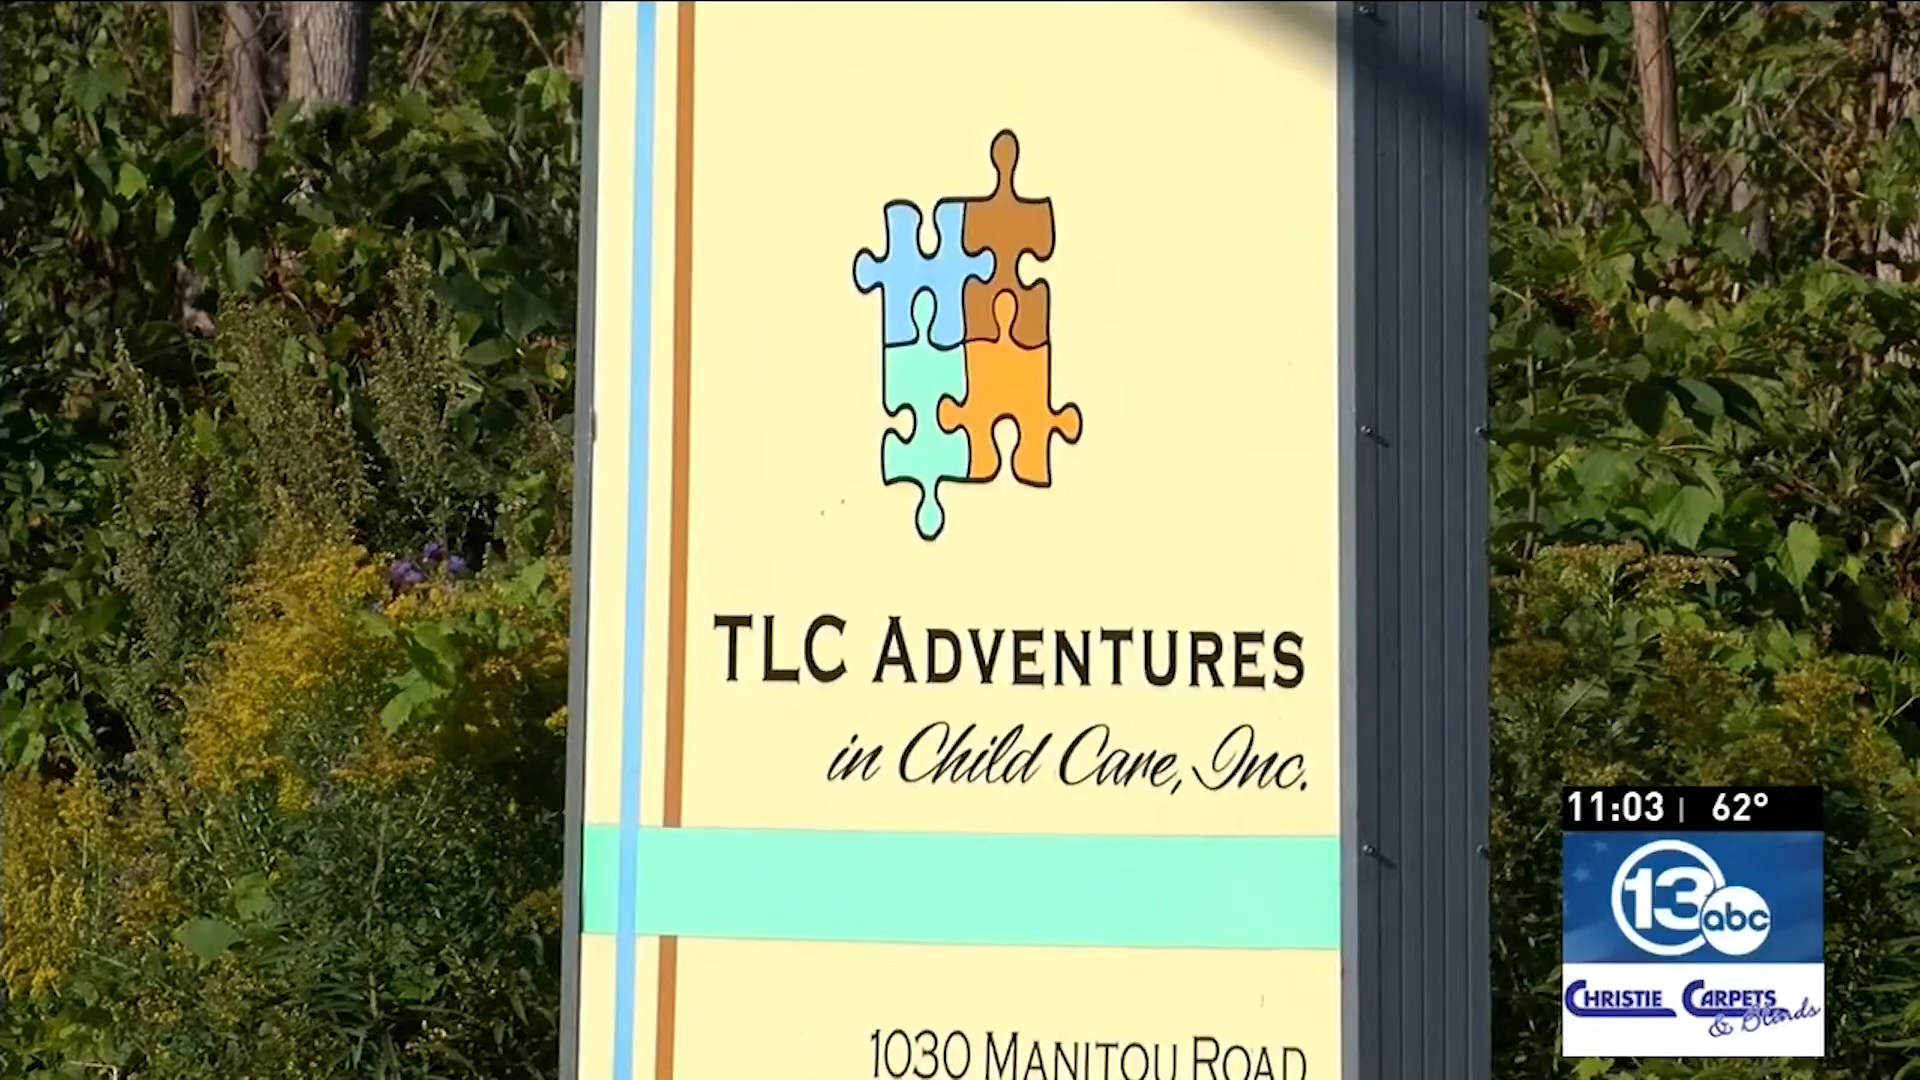 TLC ADVENTURES
in Child Care, Inc.
1030 MANITOU ROAD
11:03 | 62°
13 abc
CHRISTIE CARPETS
& Blinds